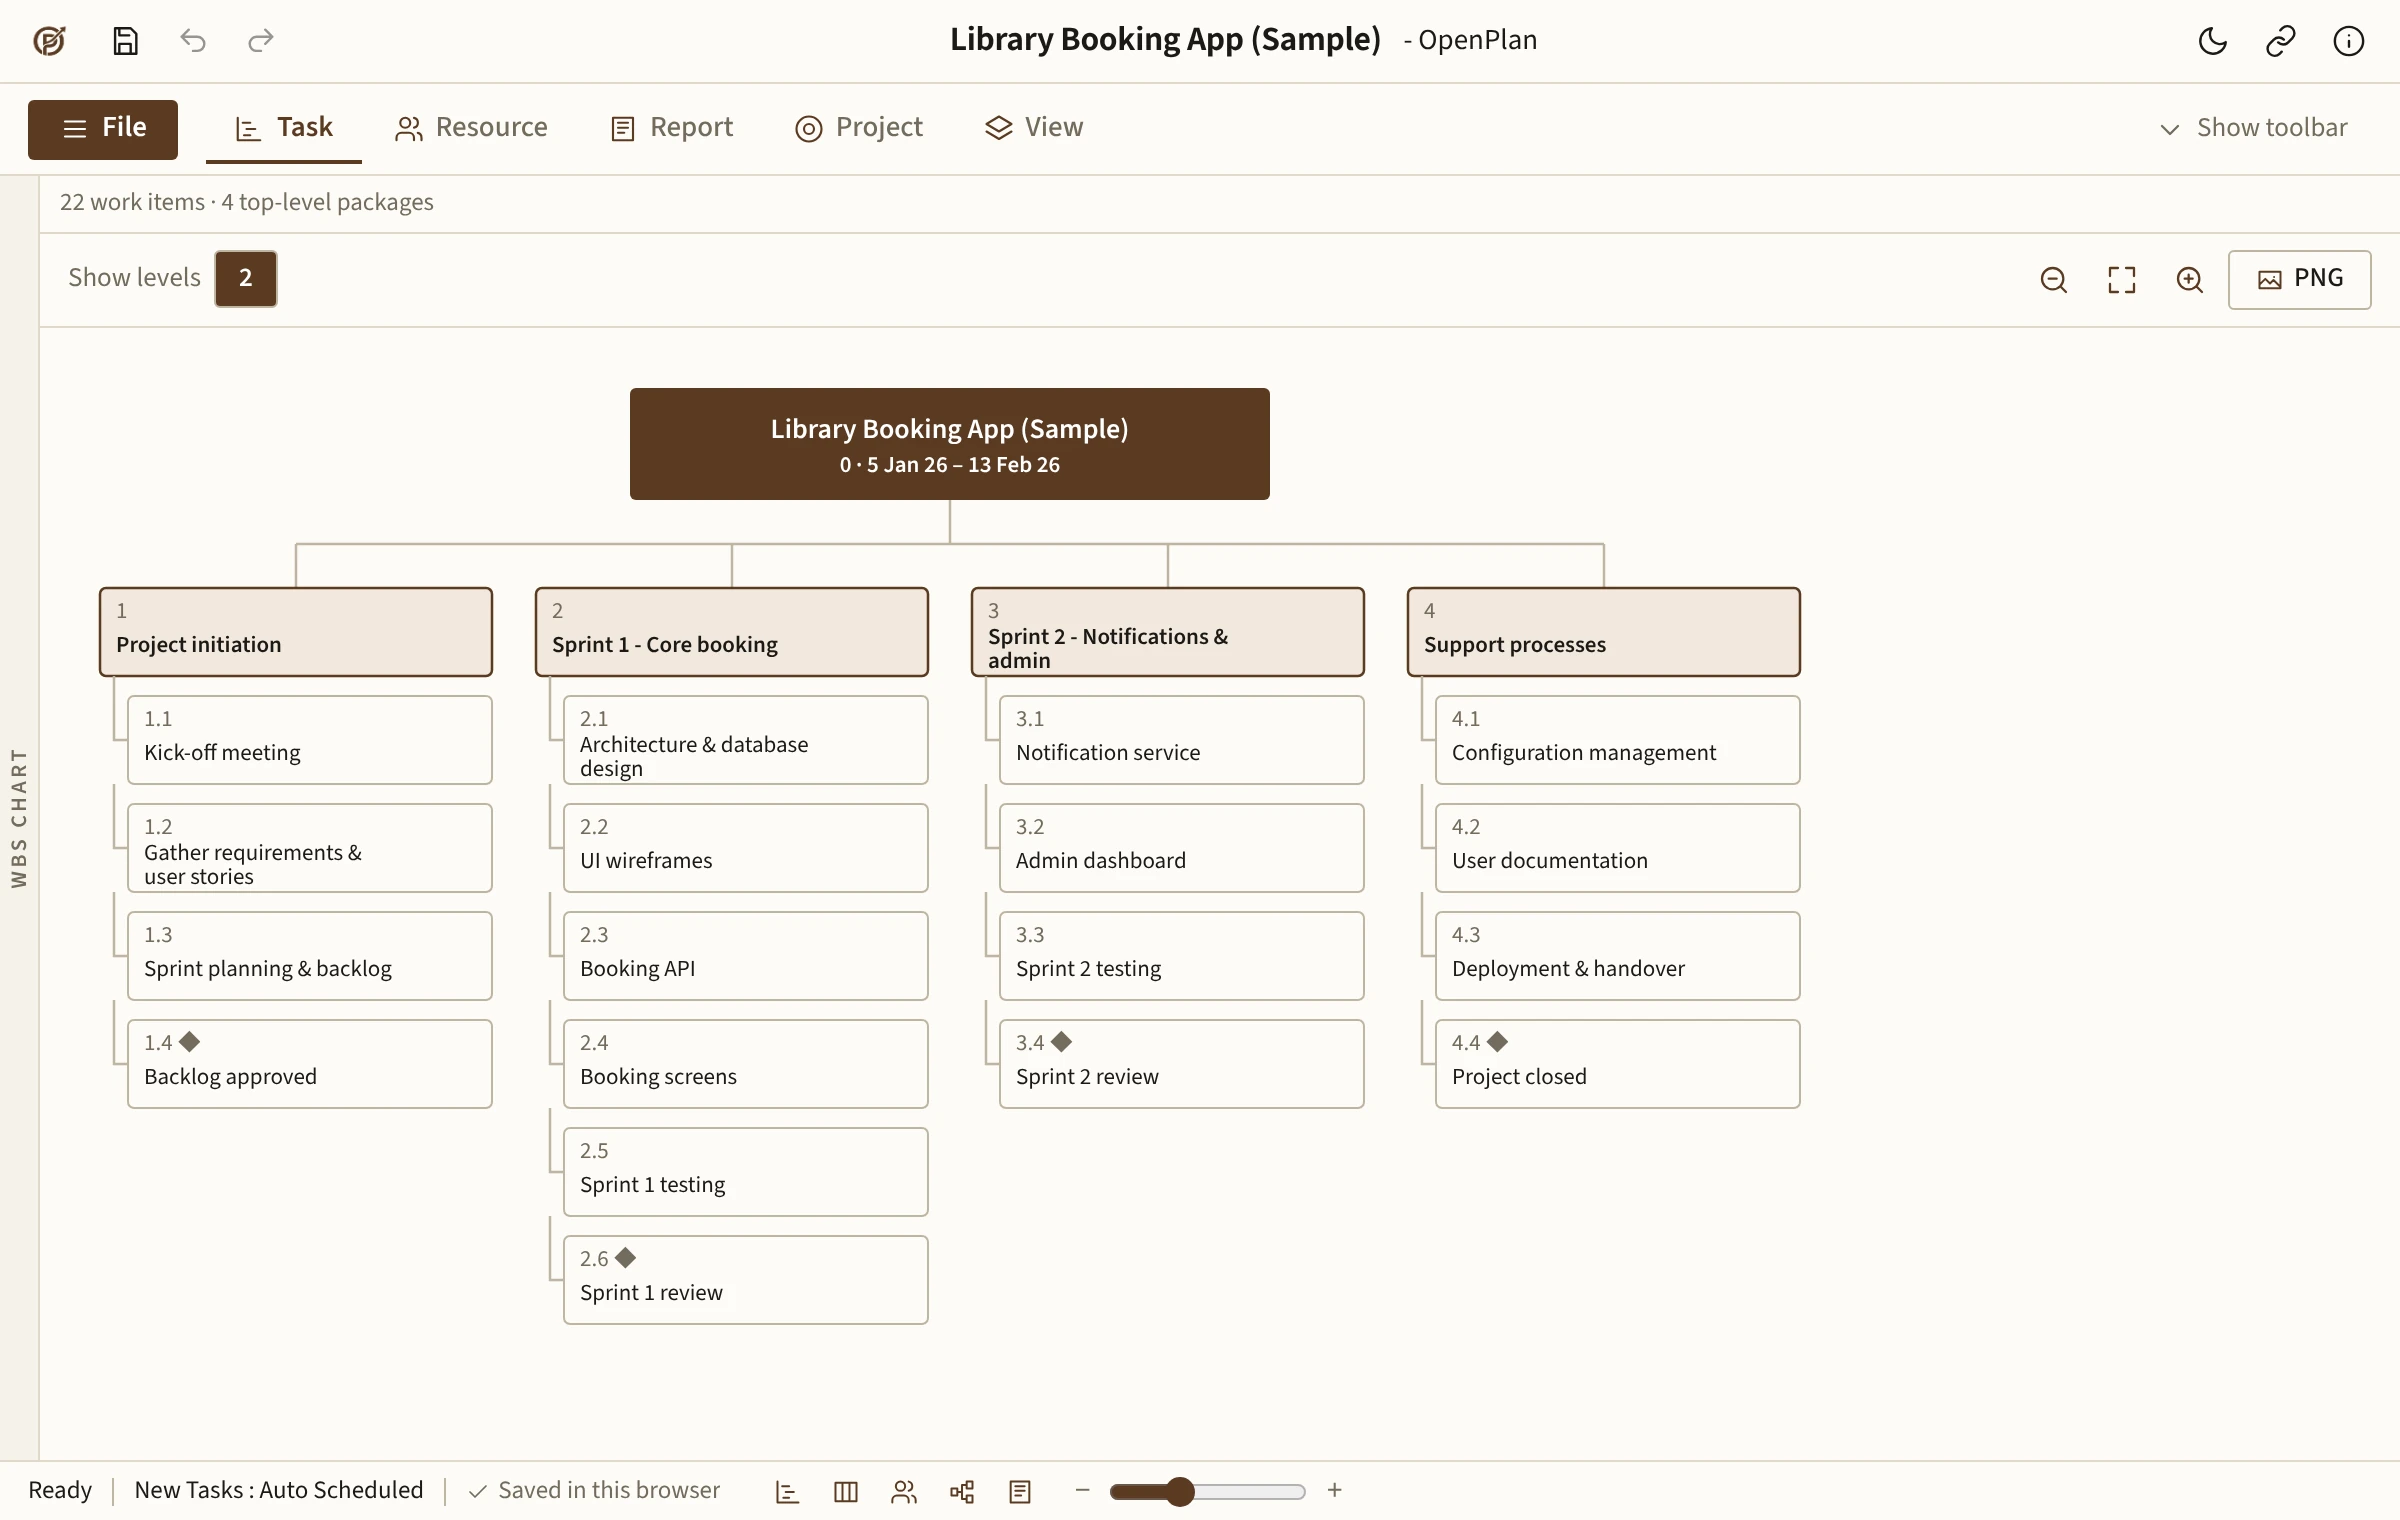 Library Booking App (Sample) - OpenPlan
File
Task
Resource
Report
Project
View
Show toolbar
22 work items · 4 top-level packages
Show levels 2
PNG
WBS CHART
Library Booking App (Sample)
0 · 5 Jan 26 – 13 Feb 26
1
Project initiation
1.1
Kick-off meeting
1.2
Gather requirements &
user stories
1.3
Sprint planning & backlog
1.4 ◆
Backlog approved
2
Sprint 1 - Core booking
2.1
Architecture & database
design
2.2
UI wireframes
2.3
Booking API
2.4
Booking screens
2.5
Sprint 1 testing
2.6 ◆
Sprint 1 review
3
Sprint 2 - Notifications &
admin
3.1
Notification service
3.2
Admin dashboard
3.3
Sprint 2 testing
3.4 ◆
Sprint 2 review
4
Support processes
4.1
Configuration management
4.2
User documentation
4.3
Deployment & handover
4.4 ◆
Project closed
Ready
New Tasks : Auto Scheduled
Saved in this browser